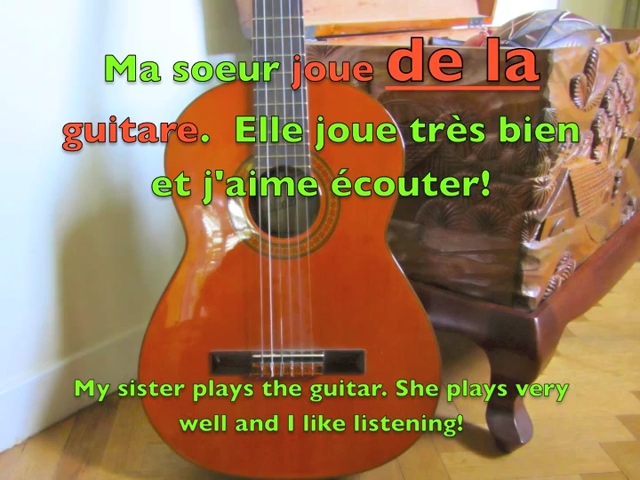 Ma soeur joue de la
guitare.  Elle joue très bien
et j'aime écouter!
My sister plays the guitar. She plays very
well and I like listening!